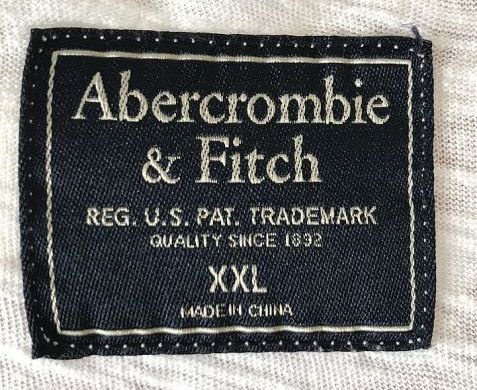 Abercrombie
& Fitch
REG. U.S. PAT. TRADEMARK
QUALITY SINCE 1892
XXL
MADE IN CHINA